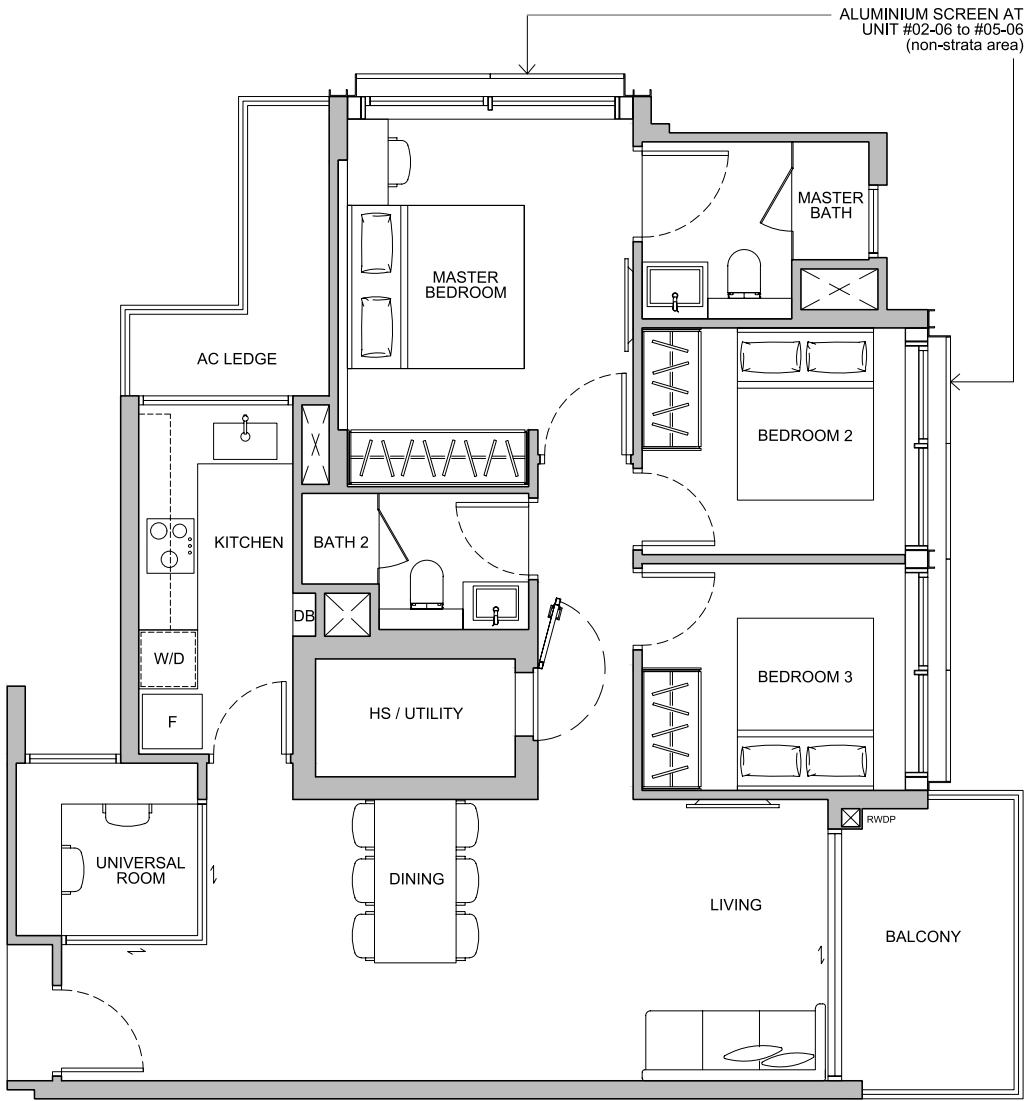 ALUMINIUM SCREEN AT
UNIT #02-06 to #05-06
(non-strata area)
MASTER
BATH
MASTER
BEDROOM
AC LEDGE
BEDROOM 2
KITCHEN
BATH 2
DB
W/D
BEDROOM 3
HS / UTILITY
F
RWDP
UNIVERSAL
ROOM
DINING
LIVING
BALCONY